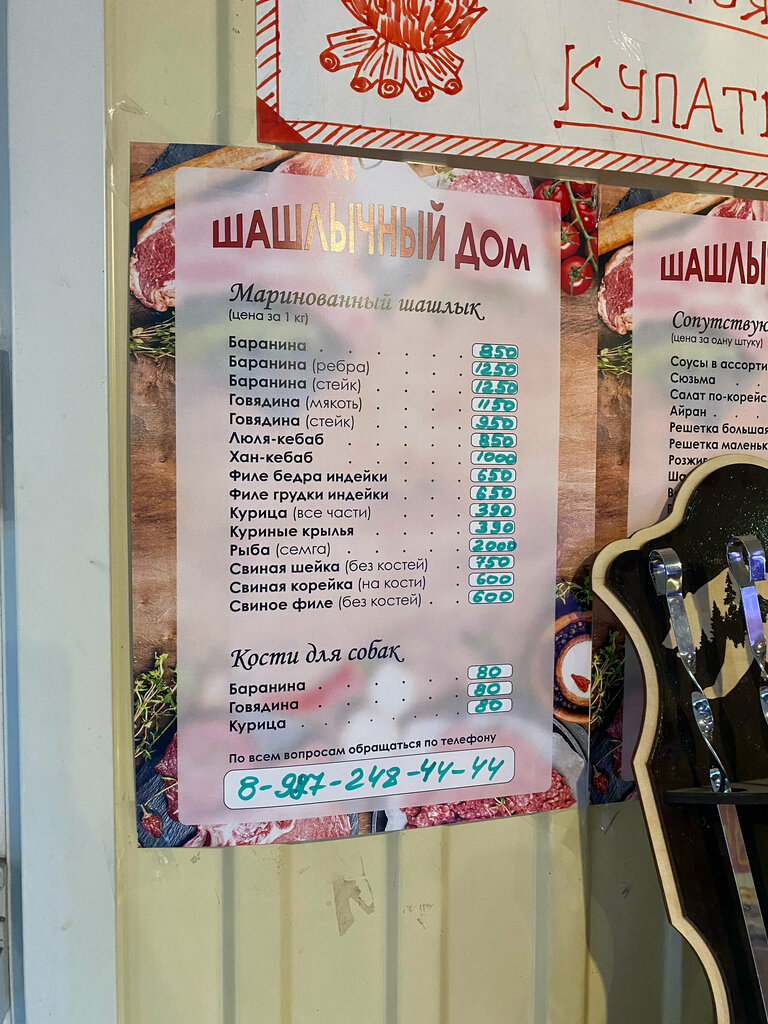 КУПАТ
ШАШЛЫЧНЫЙ ДОМ
Маринованный шашлык
(цена за 1 кг)
Баранина . . . . . . 850
Баранина (ребра) . . . . 1250
Баранина (стейк) . . . . 1250
Говядина (мякоть) . . . . 1150
Говядина (стейк) . . . . 950
Люля-кебаб . . . . . 850
Хан-кебаб . . . . . 1000
Филе бедра индейки . . . 650
Филе грудки индейки . . . 650
Курица (все части) . . . . 390
Куриные крылья . . . . 390
Рыба (семга) . . . . . 2000
Свиная шейка (без костей) . . 750
Свиная корейка (на кости) . . 600
Свиное филе (без костей) . . 600
Кости для собак
Баранина . . . . . . 80
Говядина . . . . . . 80
Курица . . . . . . . 80
По всем вопросам обращаться по телефону
8-987-248-44-44
ШАШЛЫ
Сопутствую
(цена за одну штуку)
Соусы в ассорти
Сюзьма . .
Салат по-корейс
Айран . .
Решетка большая
Решетка маленьк
Розжиг